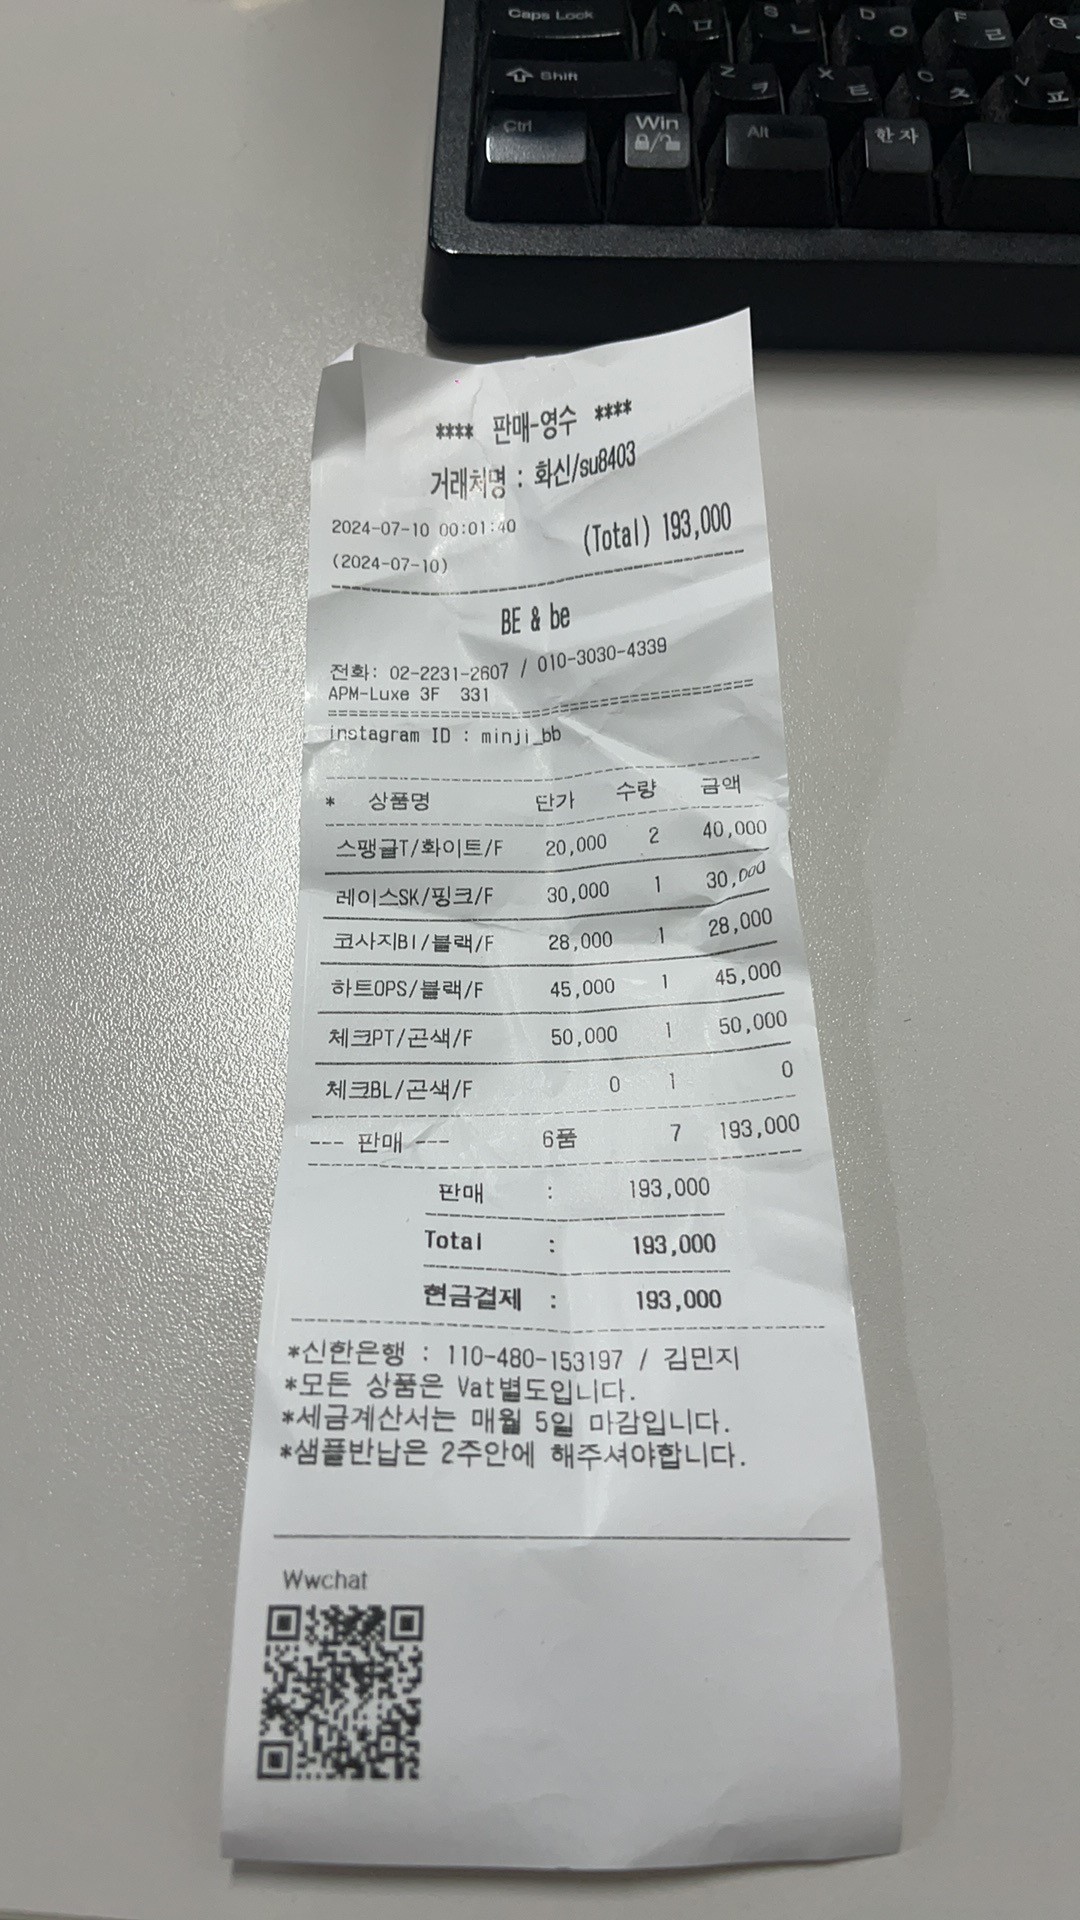 Caps Lock A ㅁ S ㄴ D ㅇ F ㄹ G
Shift Z ㅋ X ㅌ C ㅊ V ㅍ
Ctrl Win Alt 한자
**** 판매-영수 ****
거래처명 : 화신/su8403
2024-07-10 00:01:40 (Total) 193,000
(2024-07-10)
BE & be
전화: 02-2231-2607 / 010-3030-4339
APM-Luxe 3F 331
instagram ID : minji_bb
* 상품명 단가 수량 금액
스팽글T/화이트/F 20,000 2 40,000
레이스SK/핑크/F 30,000 1 30,000
코사지BI/블랙/F 28,000 1 28,000
하트OPS/블랙/F 45,000 1 45,000
체크PT/곤색/F 50,000 1 50,000
체크BL/곤색/F 0 1 0
--- 판매 --- 6품 7 193,000
판매 : 193,000
Total : 193,000
현금결제 : 193,000
*신한은행 : 110-480-153197 / 김민지
*모든 상품은 Vat별도입니다.
*세금계산서는 매월 5일 마감입니다.
*샘플반납은 2주안에 해주셔야합니다.
Wwchat